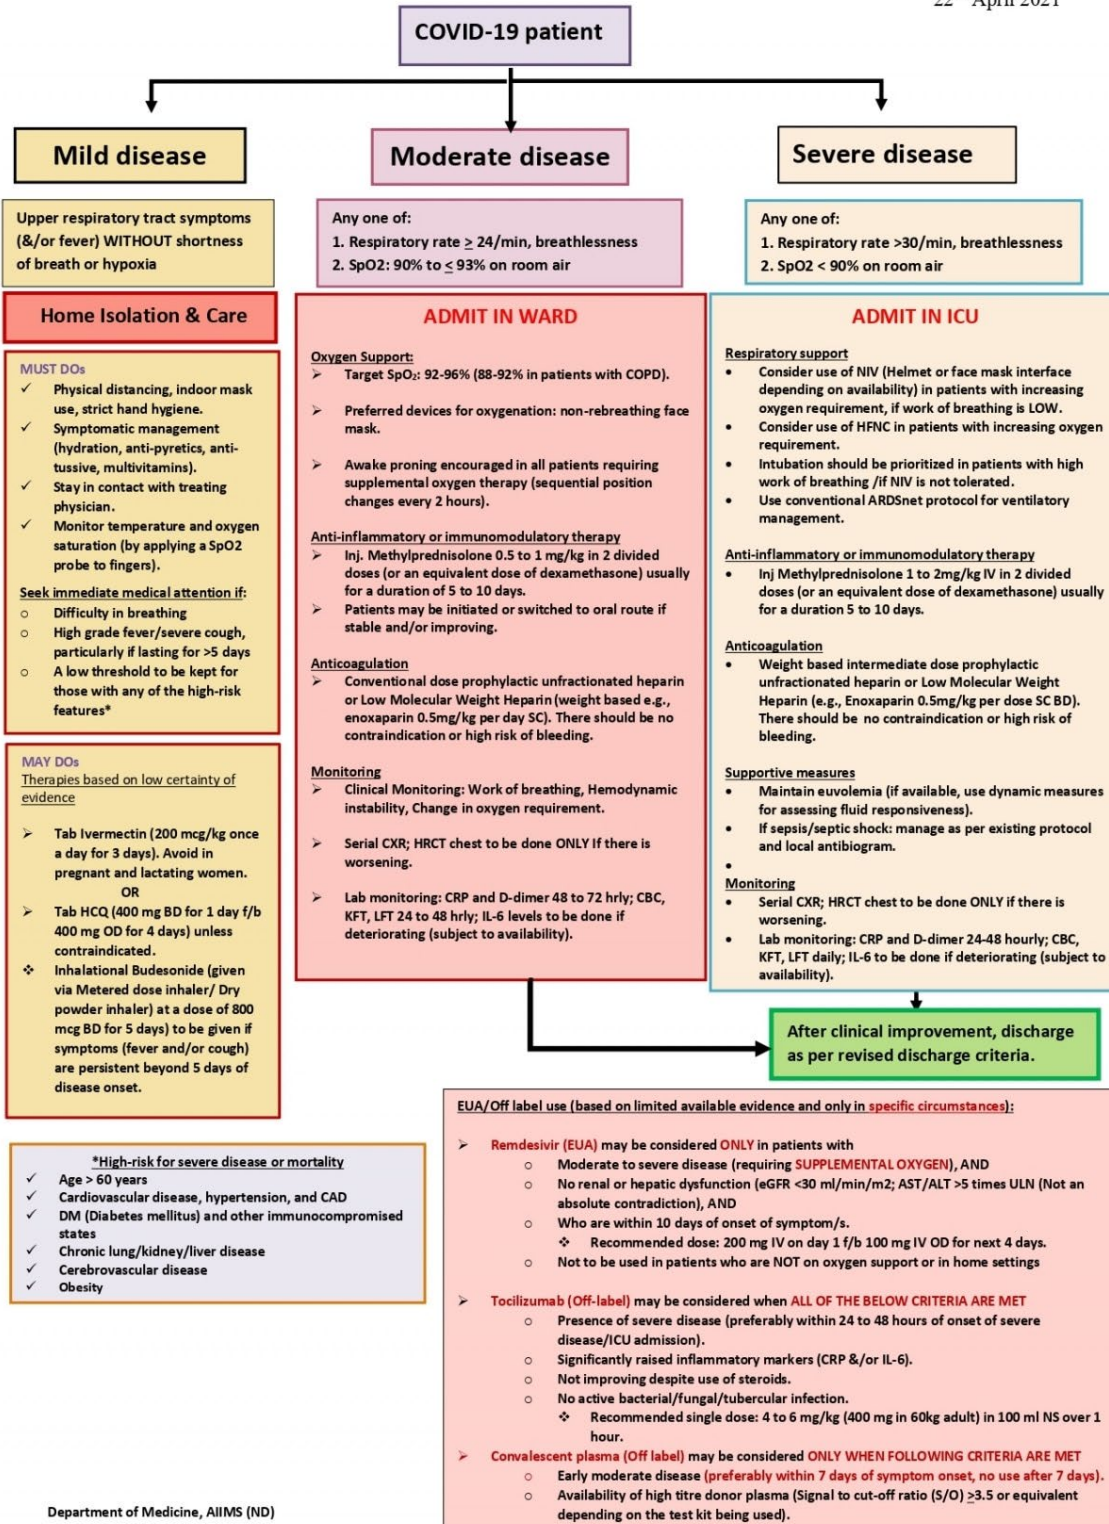 22 April 2021
COVID-19 patient
Mild disease
Upper respiratory tract symptoms
(&/or fever) WITHOUT shortness
of breath or hypoxia
Home Isolation & Care
MUST DOs
✓ Physical distancing, indoor mask
use, strict hand hygiene.
✓ Symptomatic management
(hydration, anti-pyretics, anti-
tussive, multivitamins).
✓ Stay in contact with treating
physician.
✓ Monitor temperature and oxygen
saturation (by applying a SpO2
probe to fingers).
Seek immediate medical attention if:
o Difficulty in breathing
o High grade fever/severe cough,
particularly if lasting for >5 days
o A low threshold to be kept for
those with any of the high-risk
features*
MAY DOs
Therapies based on low certainty of
evidence
➢ Tab Ivermectin (200 mcg/kg once
a day for 3 days). Avoid in
pregnant and lactating women.
OR
➢ Tab HCQ (400 mg BD for 1 day f/b
400 mg OD for 4 days) unless
contraindicated.
❖ Inhalational Budesonide (given
via Metered dose inhaler/ Dry
powder inhaler) at a dose of 800
mcg BD for 5 days) to be given if
symptoms (fever and/or cough)
are persistent beyond 5 days of
disease onset.
Moderate disease
Any one of:
1. Respiratory rate ≥ 24/min, breathlessness
2. SpO2: 90% to ≤ 93% on room air
ADMIT IN WARD
Oxygen Support:
➢ Target SpO₂: 92-96% (88-92% in patients with COPD).
➢ Preferred devices for oxygenation: non-rebreathing face
mask.
➢ Awake proning encouraged in all patients requiring
supplemental oxygen therapy (sequential position
changes every 2 hours).
Anti-inflammatory or immunomodulatory therapy
➢ Inj. Methylprednisolone 0.5 to 1 mg/kg in 2 divided
doses (or an equivalent dose of dexamethasone) usually
for a duration of 5 to 10 days.
➢ Patients may be initiated or switched to oral route if
stable and/or improving.
Anticoagulation
➢ Conventional dose prophylactic unfractionated heparin
or Low Molecular Weight Heparin (weight based e.g.,
enoxaparin 0.5mg/kg per day SC). There should be no
contraindication or high risk of bleeding.
Monitoring
➢ Clinical Monitoring: Work of breathing, Hemodynamic
instability, Change in oxygen requirement.
➢ Serial CXR; HRCT chest to be done ONLY If there is
worsening.
➢ Lab monitoring: CRP and D-dimer 48 to 72 hrly; CBC,
KFT, LFT 24 to 48 hrly; IL-6 levels to be done if
deteriorating (subject to availability).
Severe disease
Any one of:
1. Respiratory rate >30/min, breathlessness
2. SpO2 < 90% on room air
ADMIT IN ICU
Respiratory support
• Consider use of NIV (Helmet or face mask interface
depending on availability) in patients with increasing
oxygen requirement, if work of breathing is LOW.
• Consider use of HFNC in patients with increasing oxygen
requirement.
• Intubation should be prioritized in patients with high
work of breathing /if NIV is not tolerated.
• Use conventional ARDSnet protocol for ventilatory
management.
Anti-inflammatory or immunomodulatory therapy
• Inj Methylprednisolone 1 to 2mg/kg IV in 2 divided
doses (or an equivalent dose of dexamethasone) usually
for a duration 5 to 10 days.
Anticoagulation
• Weight based intermediate dose prophylactic
unfractionated heparin or Low Molecular Weight
Heparin (e.g., Enoxaparin 0.5mg/kg per dose SC BD).
There should be no contraindication or high risk of
bleeding.
Supportive measures
• Maintain euvolemia (if available, use dynamic measures
for assessing fluid responsiveness).
• If sepsis/septic shock: manage as per existing protocol
and local antibiogram.
•
Monitoring
• Serial CXR; HRCT chest to be done ONLY if there is
worsening.
• Lab monitoring: CRP and D-dimer 24-48 hourly; CBC,
KFT, LFT daily; IL-6 to be done if deteriorating (subject to
availability).
After clinical improvement, discharge
as per revised discharge criteria.
*High-risk for severe disease or mortality
✓ Age > 60 years
✓ Cardiovascular disease, hypertension, and CAD
✓ DM (Diabetes mellitus) and other immunocompromised
states
✓ Chronic lung/kidney/liver disease
✓ Cerebrovascular disease
✓ Obesity
EUA/Off label use (based on limited available evidence and only in specific circumstances):
➢ Remdesivir (EUA) may be considered ONLY in patients with
o Moderate to severe disease (requiring SUPPLEMENTAL OXYGEN), AND
o No renal or hepatic dysfunction (eGFR <30 ml/min/m2; AST/ALT >5 times ULN (Not an
absolute contradiction), AND
o Who are within 10 days of onset of symptom/s.
❖ Recommended dose: 200 mg IV on day 1 f/b 100 mg IV OD for next 4 days.
o Not to be used in patients who are NOT on oxygen support or in home settings
➢ Tocilizumab (Off-label) may be considered when ALL OF THE BELOW CRITERIA ARE MET
o Presence of severe disease (preferably within 24 to 48 hours of onset of severe
disease/ICU admission).
o Significantly raised inflammatory markers (CRP &/or IL-6).
o Not improving despite use of steroids.
o No active bacterial/fungal/tubercular infection.
❖ Recommended single dose: 4 to 6 mg/kg (400 mg in 60kg adult) in 100 ml NS over 1
hour.
➢ Convalescent plasma (Off label) may be considered ONLY WHEN FOLLOWING CRITERIA ARE MET
o Early moderate disease (preferably within 7 days of symptom onset, no use after 7 days).
o Availability of high titre donor plasma (Signal to cut-off ratio (S/O) ≥3.5 or equivalent
depending on the test kit being used).
Department of Medicine, AIIMS (ND)